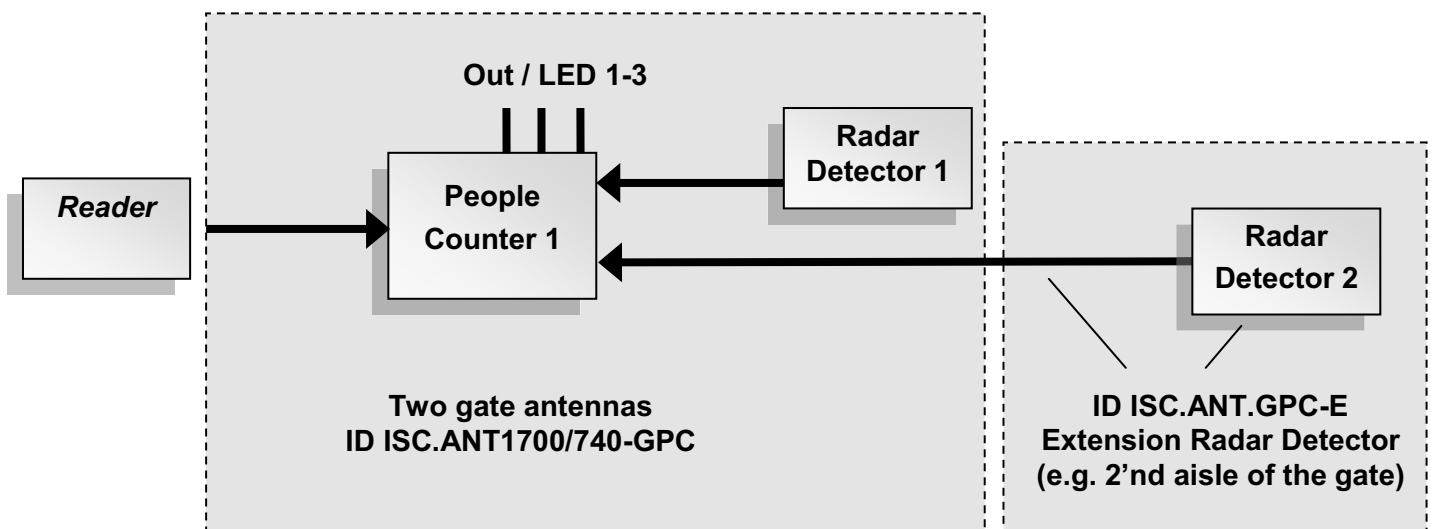 Out / LED 1-3
Radar
Detector 1
Reader
People
Counter 1
Radar
Detector 2
Two gate antennas
ID ISC.ANT1700/740-GPC
ID ISC.ANT.GPC-E
Extension Radar Detector
(e.g. 2’nd aisle of the gate)